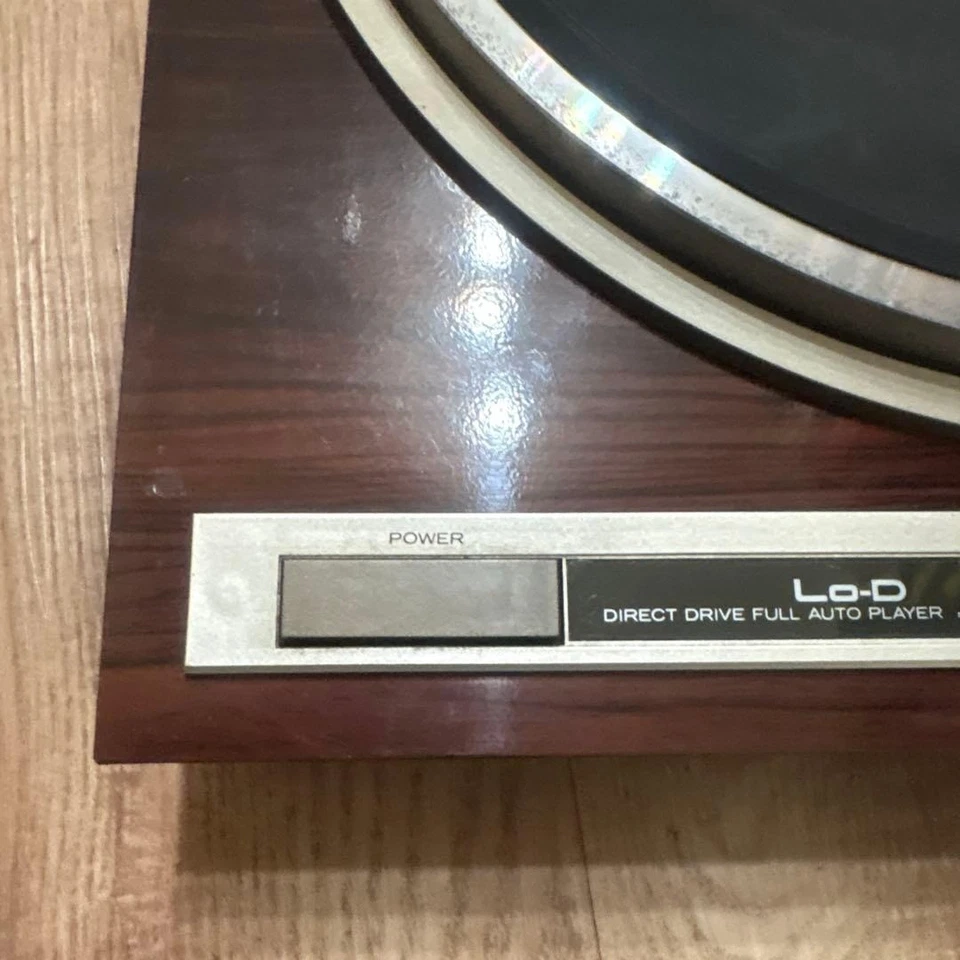 POWER
Lo-D
DIRECT DRIVE FULL AUTO PLAYER